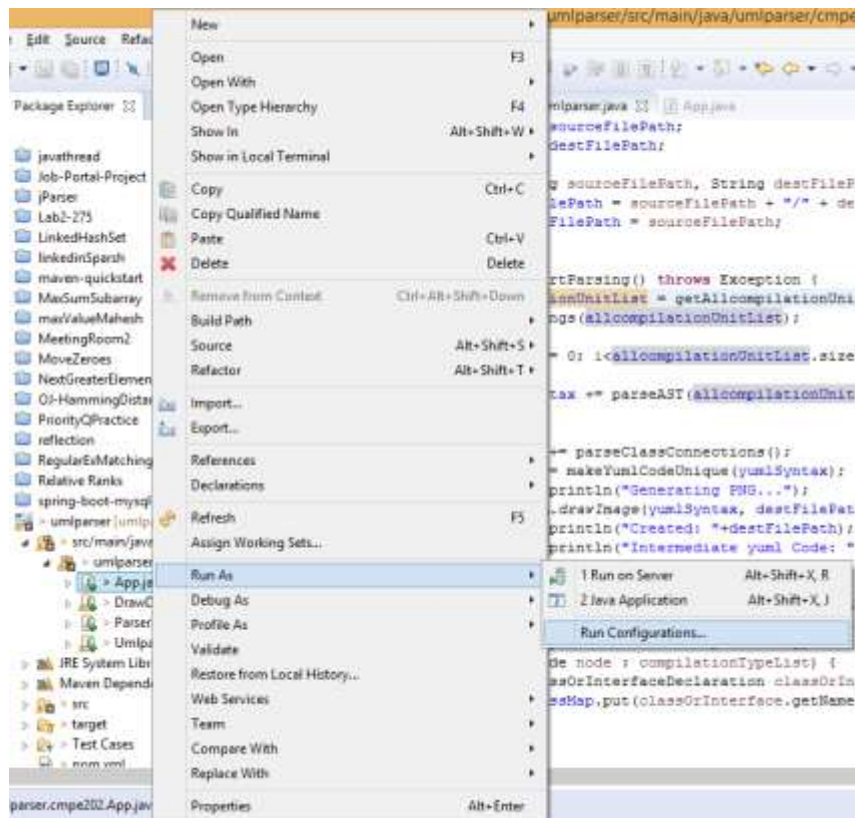 umlparser/src/main/java/umlparser/cmpe
Edit Source Refac
Package Explorer
mlparser.java App.java
javathread
Job-Portal-Project
jParser
Lab2-275
LinkedHashSet
linkedinSparsh
maven-quickstart
MaxSumSubarray
maxValueMahesh
MeetingRoom2
MoveZeroes
NextGreaterElemen
OJ-HammingDistan
PriorityQPractice
reflection
RegularExMatching
Relative Ranks
spring-boot-mysql
> umlparser [umlp
> src/main/java
> umlparser
> App.ja
> DrawD
> Parser
> Umlpa
JRE System Libr
Maven Depende
> src
> target
> Test Cases
pom.xml
parser.cmpe202.App.jav
New
Open F3
Open With
Open Type Hierarchy F4
Show In Alt+Shift+W
Show in Local Terminal
Copy Ctrl+C
Copy Qualified Name
Paste Ctrl+V
Delete Delete
Remove from Context Ctrl+Alt+Shift+Down
Build Path
Source Alt+Shift+S
Refactor Alt+Shift+T
Import...
Export...
References
Declarations
Refresh F5
Assign Working Sets...
Run As
Debug As
Profile As
Validate
Restore from Local History...
Web Services
Team
Compare With
Replace With
Properties Alt+Enter
1 Run on Server Alt+Shift+X, R
2 Java Application Alt+Shift+X, J
Run Configurations...
sourceFilePath;
destFilePath;
g sourceFilePath, String destFileP
lePath = sourceFilePath + "/" + de
FilePath = sourceFilePath;
rtParsing() throws Exception {
ionUnitList = getAllcompilationUni
ngs(allcompilationUnitList);
= 0; i<allcompilationUnitList.size
tax += parseAST(allcompilationUnit
+= parseClassConnections();
= makeYumlCodeUnique(yumlSyntax);
println("Generating PNG...");
.drawImage(yumlSyntax, destFilePat
println("Created: "+destFilePath);
println("Intermediate yuml Code: "
de node : compilationTypeList) {
ssOrInterfaceDeclaration classOrIn
ssMap.put(classOrInterface.getName